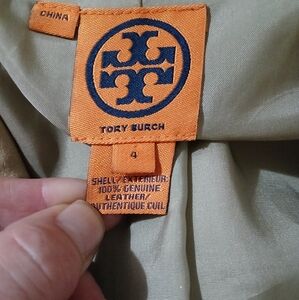 CHINA
TORY BURCH
4
SHELL/EXTERIEUR:
100% GENUINE
LEATHER/
AUTHENTIQUE CUIR